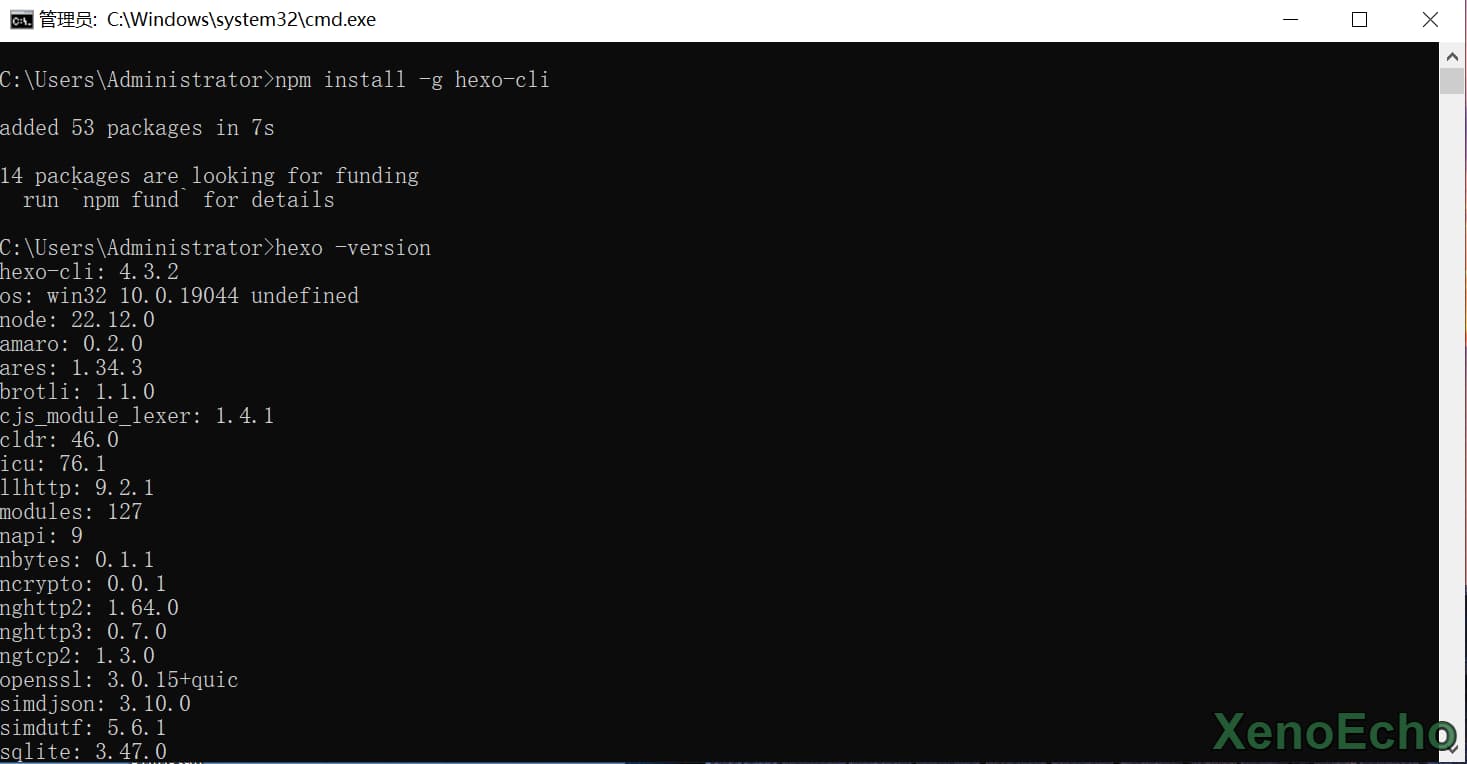 管理员: C:\Windows\system32\cmd.exe
C:\Users\Administrator>npm install -g hexo-cli
added 53 packages in 7s
14 packages are looking for funding
run `npm fund` for details
C:\Users\Administrator>hexo -version
hexo-cli: 4.3.2
os: win32 10.0.19044 undefined
node: 22.12.0
amaro: 0.2.0
ares: 1.34.3
brotli: 1.1.0
cjs_module_lexer: 1.4.1
cldr: 46.0
icu: 76.1
llhttp: 9.2.1
modules: 127
napi: 9
nbytes: 0.1.1
ncrypto: 0.0.1
nghttp2: 1.64.0
nghttp3: 0.7.0
ngtcp2: 1.3.0
openssl: 3.0.15+quic
simdjson: 3.10.0
simdutf: 5.6.1
sqlite: 3.47.0
XenoEcho